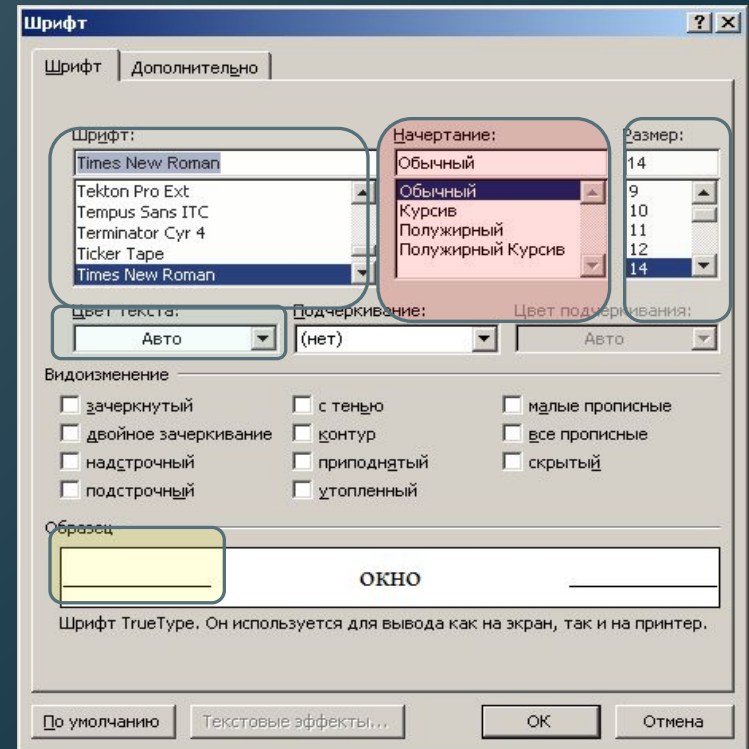 Шрифт
Шрифт Дополнительно
Шрифт: Начертание: Размер:
Times New Roman Обычный 14
Tekton Pro Ext Обычный 9
Tempus Sans ITC Курсив 10
Terminator Cyr 4 Полужирный 11
Ticker Tape Полужирный Курсив 12
Times New Roman 14
Цвет текста: Подчеркивание: Цвет подчеркивания:
Авто (нет) Авто
Видоизменение
зачеркнутый с тенью малые прописные
двойное зачеркивание контур все прописные
надстрочный приподнятый скрытый
подстрочный утопленный
Образец
окно
Шрифт TrueType. Он используется для вывода как на экран, так и на принтер.
По умолчанию Текстовые эффекты... ОК Отмена